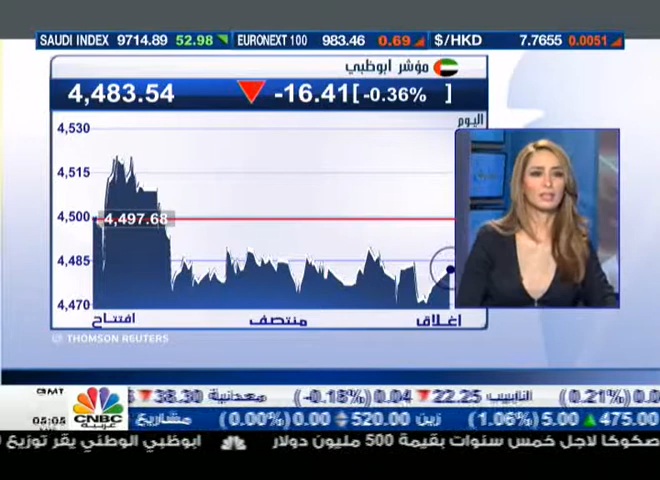 SAUDI INDEX 9714.89 52.98 EURONEXT 100 983.46 0.69 $/HKD 7.7655 0.0051
مؤشر ابوظبي
4,483.54 -16.41[ -0.36% ]
اليوم
4,530
4,515
4,500
4,497.68
4,485
4,470
افتتاح منتصف اغلاق
THOMSON REUTERS
GMT
38.30 معدانية (-0.18%) 0.04 22.25 انابيب (0.21%)
05:05 CNBC عربية مشاريع (0.00%) 0.00 520.00 زين (1.06%) 5.00 475.00
صكوكا لاجل خمس سنوات بقيمة 500 مليون دولار ابوظبي الوطني يقر توزيع